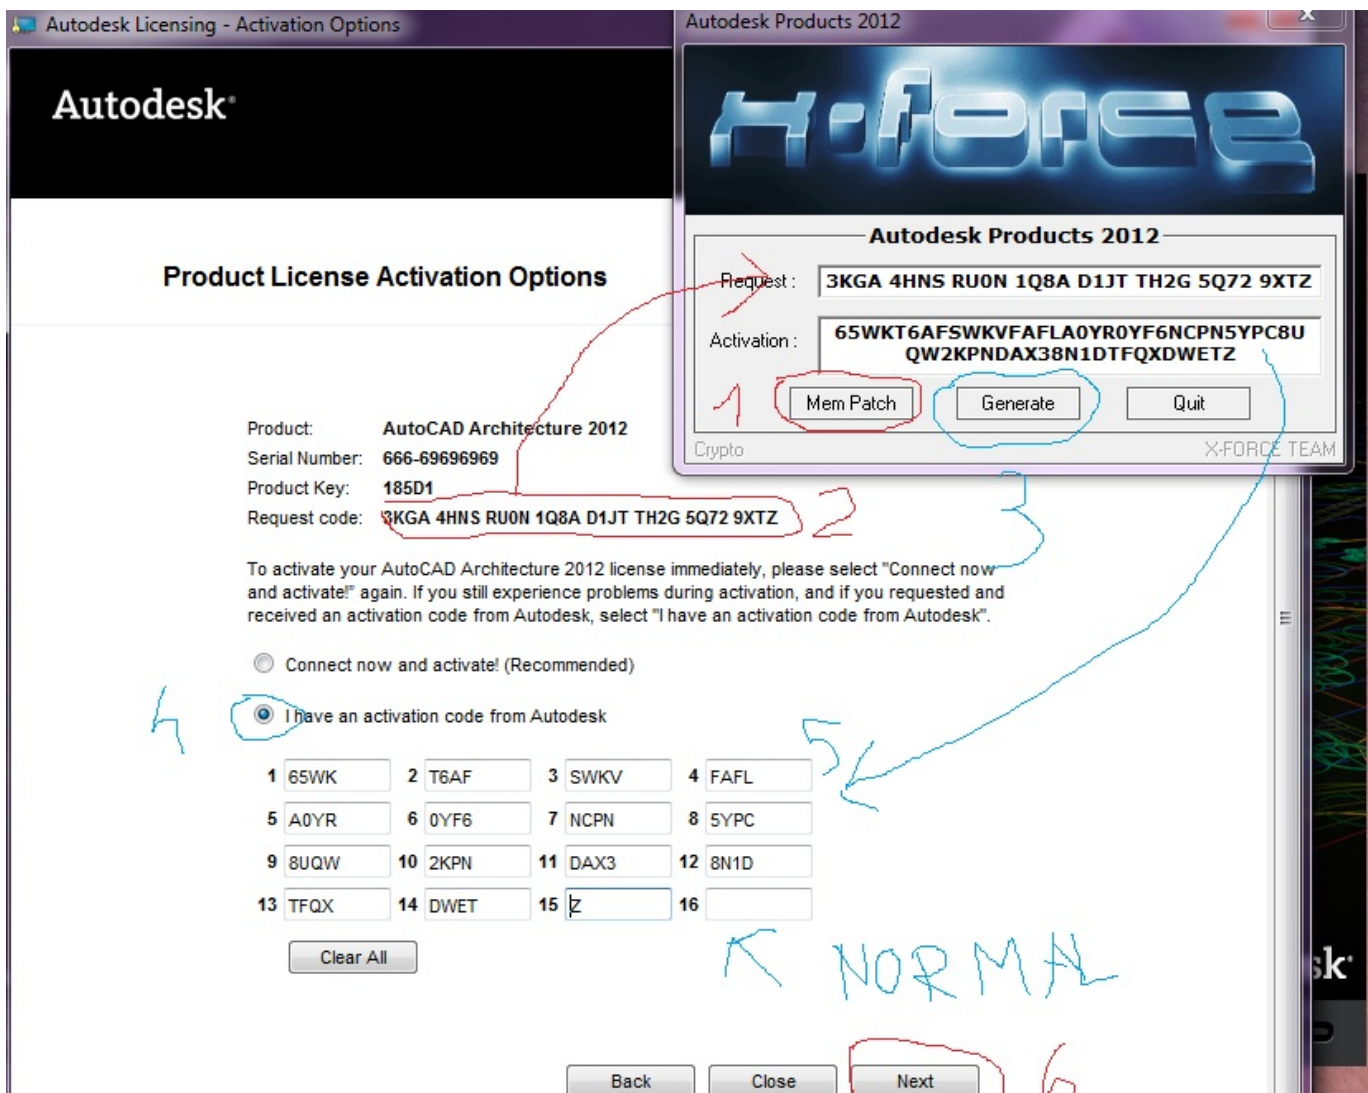 Autodesk Licensing - Activation Options
Autodesk Products 2012
X
Autodesk®
x-force
Autodesk Products 2012
Product License Activation Options
Request :
3KGA 4HNS RU0N 1Q8A D1JT TH2G 5Q72 9XTZ
Activation :
65WKT6AFSWKVFAFLA0YR0YF6NCPN5YPC8U
QW2KPNDAX38N1DTFQXDWETZ
1
Mem Patch
Generate
Quit
Crypto
X-FORCE TEAM
3
Product: AutoCAD Architecture 2012
Serial Number: 666-69696969
Product Key: 185D1
Request code: 3KGA 4HNS RU0N 1Q8A D1JT TH2G 5Q72 9XTZ
2
To activate your AutoCAD Architecture 2012 license immediately, please select "Connect now
and activate!" again. If you still experience problems during activation, and if you requested and
received an activation code from Autodesk, select "I have an activation code from Autodesk".
Connect now and activate! (Recommended)
4
I have an activation code from Autodesk
5
1 65WK 2 T6AF 3 SWKV 4 FAFL
5 A0YR 6 0YF6 7 NCPN 8 5YPC
9 8UQW 10 2KPN 11 DAX3 12 8N1D
13 TFQX 14 DWET 15 Z 16
Clear All
NORMAL
sk®
Back
Close
Next
6